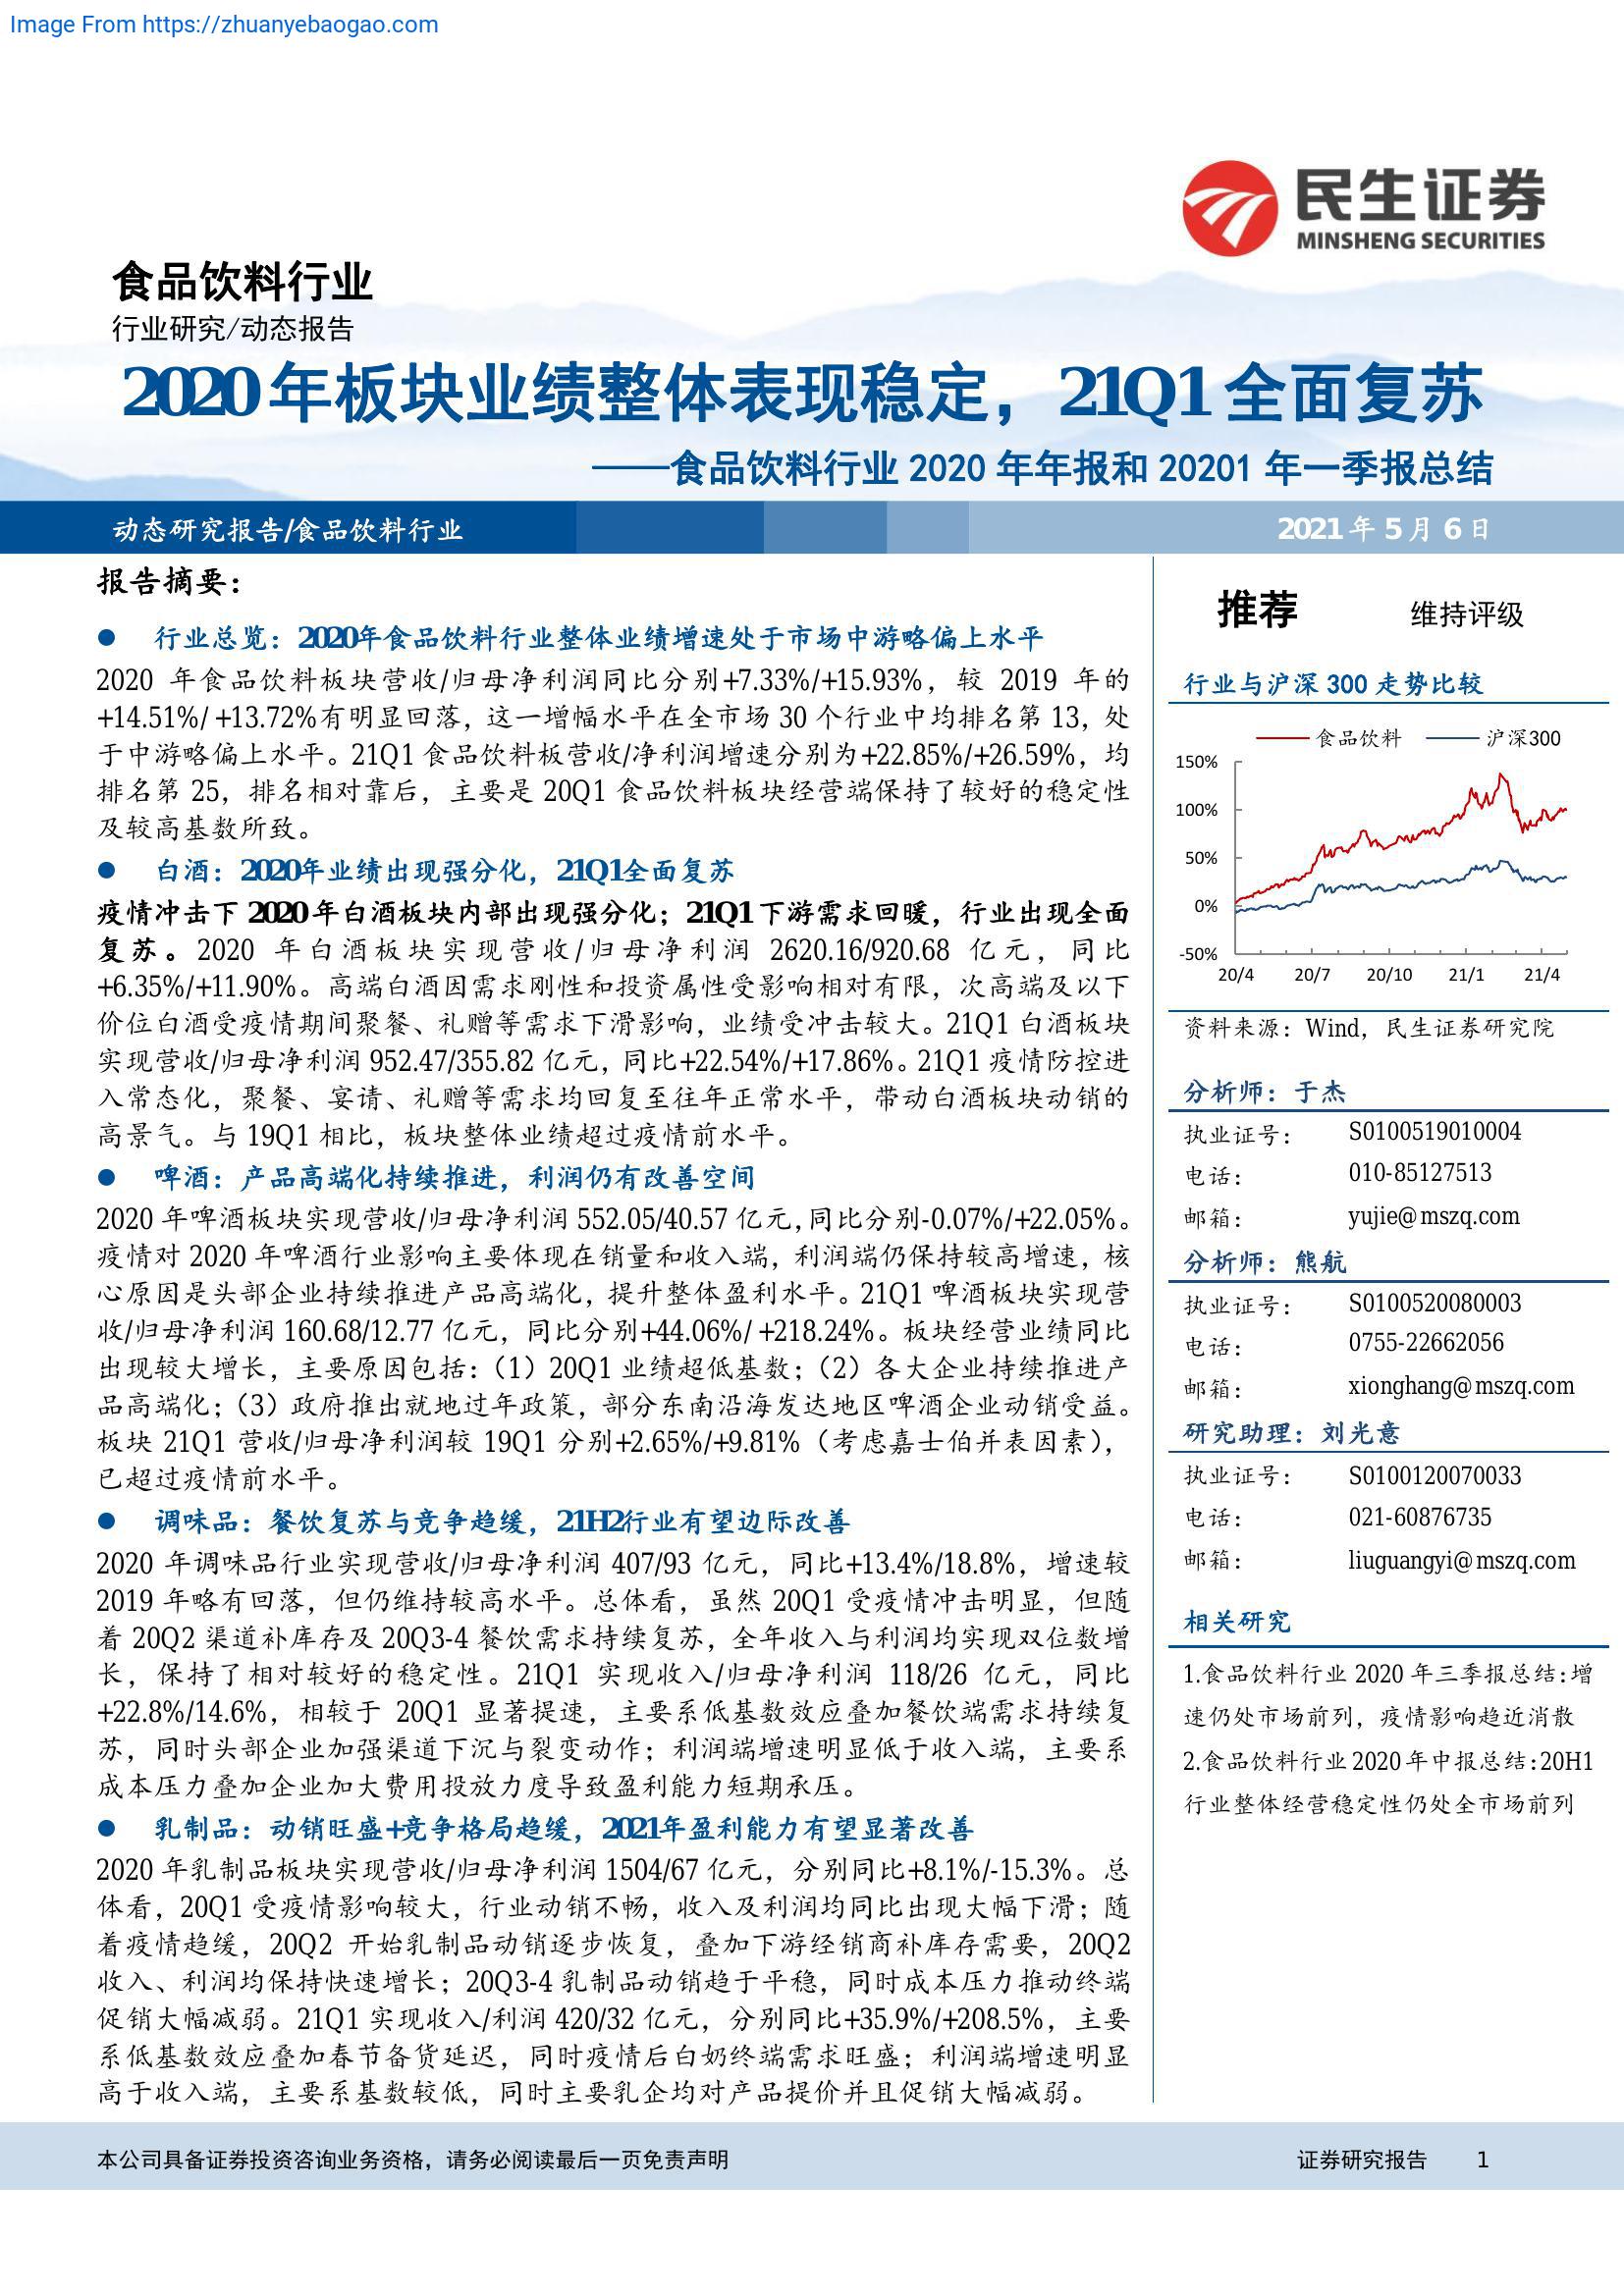 Image From https://zhuanyebaogao.com
民生证券
MINSHENG SECURITIES
食品饮料行业
行业研究/动态报告
2020 年板块业绩整体表现稳定，21Q1 全面复苏
——食品饮料行业 2020 年年报和 20201 年一季报总结
动态研究报告/食品饮料行业
2021 年 5 月 6 日
报告摘要：
● 行业总览：2020年食品饮料行业整体业绩增速处于市场中游略偏上水平
2020 年食品饮料板块营收/归母净利润同比分别+7.33%/+15.93%，较 2019 年的
+14.51%/ +13.72%有明显回落，这一增幅水平在全市场 30 个行业中均排名第 13，处
于中游略偏上水平。21Q1 食品饮料板营收/净利润增速分别为+22.85%/+26.59%，均
排名第 25，排名相对靠后，主要是 20Q1 食品饮料板块经营端保持了较好的稳定性
及较高基数所致。
● 白酒：2020年业绩出现强分化，21Q1全面复苏
疫情冲击下 2020 年白酒板块内部出现强分化；21Q1 下游需求回暖，行业出现全面
复苏。2020 年白酒板块实现营收/归母净利润 2620.16/920.68 亿元，同比
+6.35%/+11.90%。高端白酒因需求刚性和投资属性受影响相对有限，次高端及以下
价位白酒受疫情期间聚餐、礼赠等需求下滑影响，业绩受冲击较大。21Q1 白酒板块
实现营收/归母净利润 952.47/355.82 亿元，同比+22.54%/+17.86%。21Q1 疫情防控进
入常态化，聚餐、宴请、礼赠等需求均回复至往年正常水平，带动白酒板块动销的
高景气。与 19Q1 相比，板块整体业绩超过疫情前水平。
● 啤酒：产品高端化持续推进，利润仍有改善空间
2020 年啤酒板块实现营收/归母净利润 552.05/40.57 亿元，同比分别-0.07%/+22.05%。
疫情对 2020 年啤酒行业影响主要体现在销量和收入端，利润端仍保持较高增速，核
心原因是头部企业持续推进产品高端化，提升整体盈利水平。21Q1 啤酒板块实现营
收/归母净利润 160.68/12.77 亿元，同比分别+44.06%/ +218.24%。板块经营业绩同比
出现较大增长，主要原因包括：（1）20Q1 业绩超低基数；（2）各大企业持续推进产
品高端化；（3）政府推出就地过年政策，部分东南沿海发达地区啤酒企业动销受益。
板块 21Q1 营收/归母净利润较 19Q1 分别+2.65%/+9.81%（考虑嘉士伯并表因素），
已超过疫情前水平。
● 调味品：餐饮复苏与竞争趋缓，21H2行业有望边际改善
2020 年调味品行业实现营收/归母净利润 407/93 亿元，同比+13.4%/18.8%，增速较
2019 年略有回落，但仍维持较高水平。总体看，虽然 20Q1 受疫情冲击明显，但随
着 20Q2 渠道补库存及 20Q3-4 餐饮需求持续复苏，全年收入与利润均实现双位数增
长，保持了相对较好的稳定性。21Q1 实现收入/归母净利润 118/26 亿元，同比
+22.8%/14.6%，相较于 20Q1 显著提速，主要系低基数效应叠加餐饮端需求持续复
苏，同时头部企业加强渠道下沉与裂变动作；利润端增速明显低于收入端，主要系
成本压力叠加企业加大费用投放力度导致盈利能力短期承压。
● 乳制品：动销旺盛+竞争格局趋缓，2021年盈利能力有望显著改善
2020 年乳制品板块实现营收/归母净利润 1504/67 亿元，分别同比+8.1%/-15.3%。总
体看，20Q1 受疫情影响较大，行业动销不畅，收入及利润均同比出现大幅下滑；随
着疫情趋缓，20Q2 开始乳制品动销逐步恢复，叠加下游经销商补库存需要，20Q2
收入、利润均保持快速增长；20Q3-4 乳制品动销趋于平稳，同时成本压力推动终端
促销大幅减弱。21Q1 实现收入/利润 420/32 亿元，分别同比+35.9%/+208.5%，主要
系低基数效应叠加春节备货延迟，同时疫情后白奶终端需求旺盛；利润端增速明显
高于收入端，主要系基数较低，同时主要乳企均对产品提价并且促销大幅减弱。
推荐 维持评级
行业与沪深 300 走势比较
食品饮料 沪深300
150%
100%
50%
0%
-50%
20/4 20/7 20/10 21/1 21/4
资料来源：Wind，民生证券研究院
分析师：于杰
执业证号： S0100519010004
电话： 010-85127513
邮箱： yujie@mszq.com
分析师：熊航
执业证号： S0100520080003
电话： 0755-22662056
邮箱： xionghang@mszq.com
研究助理：刘光意
执业证号： S0100120070033
电话： 021-60876735
邮箱： liuguangyi@mszq.com
相关研究
1.食品饮料行业 2020 年三季报总结:增
速仍处市场前列，疫情影响趋近消散
2.食品饮料行业 2020 年中报总结:20H1
行业整体经营稳定性仍处全市场前列
本公司具备证券投资咨询业务资格，请务必阅读最后一页免责声明
证券研究报告 1